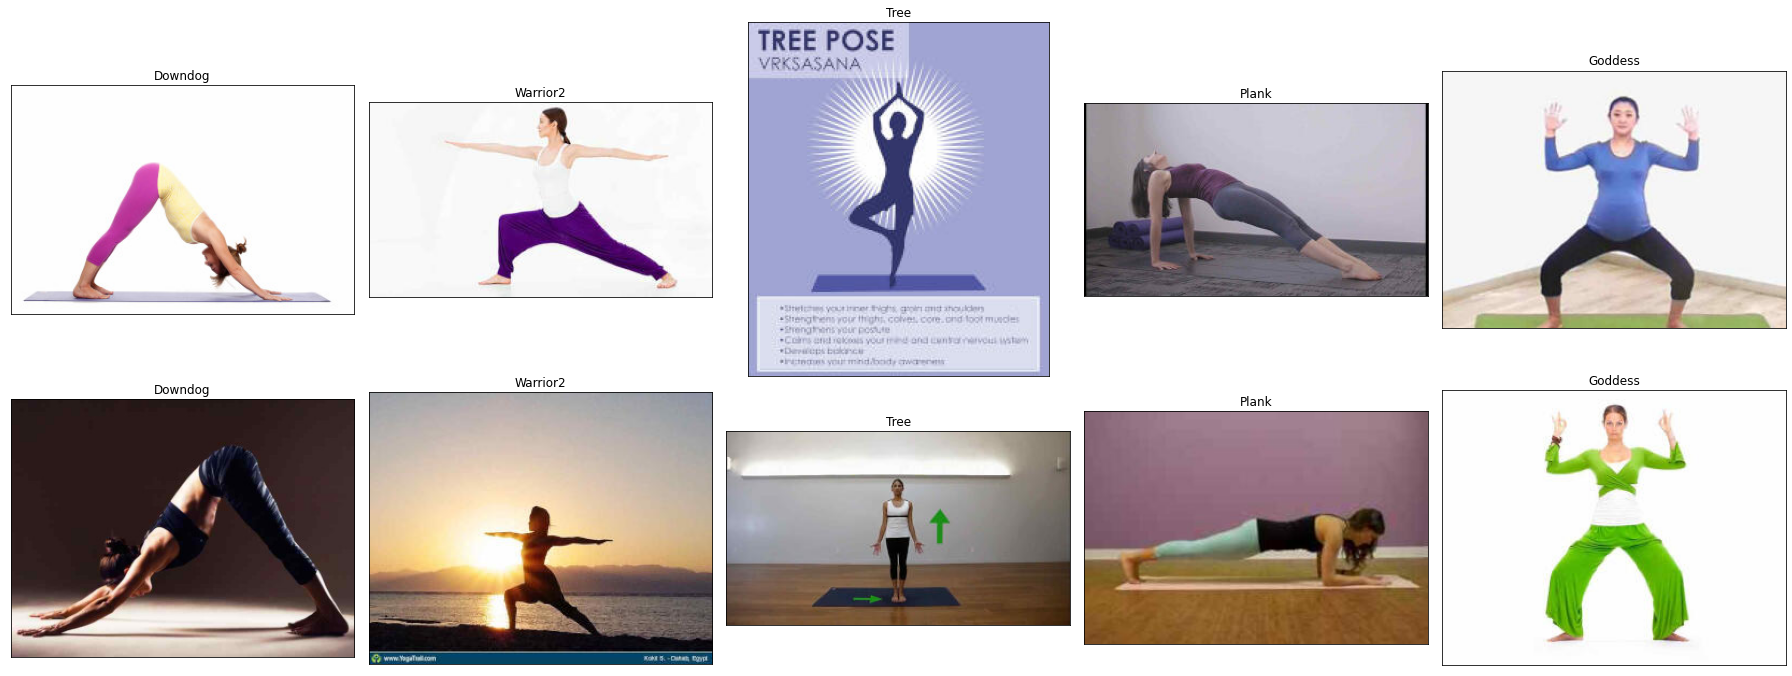 Tree
Downdog
Warrior2
Plank
Goddess
TREE POSE
VRKSASANA
•Stretches your inner thighs, groin and shoulders
•Strengthens your thighs, calves, core, and foot muscles
•Strengthens your posture
•Calms and relaxes your mind and central nervous system
•Develops balance
•Increases your mind/body awareness
Downdog
Warrior2
Tree
Plank
Goddess
www.YogaTrail.com
- Dahab, Egypt